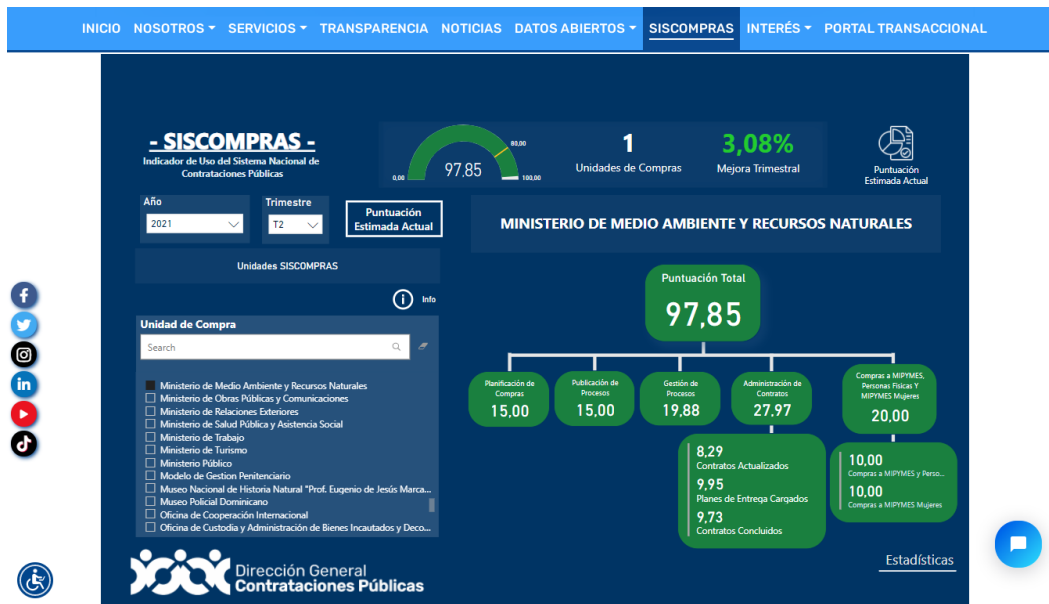 INICIO NOSOTROS SERVICIOS TRANSPARENCIA NOTICIAS DATOS ABIERTOS SISCOMPRAS INTERÉS PORTAL TRANSACCIONAL
- SISCOMPRAS -
Indicador de Uso del Sistema Nacional de
Contrataciones Públicas
0,00
97,85
80,00
100,00
1
Unidades de Compras
3,08%
Mejora Trimestral
Puntuación
Estimada Actual
Año
2021
Trimestre
T2
Puntuación
Estimada Actual
MINISTERIO DE MEDIO AMBIENTE Y RECURSOS NATURALES
Unidades SISCOMPRAS
Info
Unidad de Compra
Search
Ministerio de Medio Ambiente y Recursos Naturales
Ministerio de Obras Públicas y Comunicaciones
Ministerio de Relaciones Exteriores
Ministerio de Salud Pública y Asistencia Social
Ministerio de Trabajo
Ministerio de Turismo
Ministerio Público
Modelo de Gestion Penitenciario
Museo Nacional de Historia Natural "Prof. Eugenio de Jesús Marca...
Museo Policial Dominicano
Oficina de Cooperación Internacional
Oficina de Custodia y Administración de Bienes Incautados y Deco...
Puntuación Total
97,85
Planificación de
Compras
15,00
Publicación de
Procesos
15,00
Gestión de
Procesos
19,88
Administración de
Contratos
27,97
Compras a MIPYMES,
Personas Fisicas Y
MIPYMES Mujeres
20,00
8,29
Contratos Actualizados
9,95
Planes de Entrega Cargados
9,73
Contratos Concluidos
10,00
Compras a MIPYMES y Perso...
10,00
Compras a MIPYMES Mujeres
Dirección General
Contrataciones Públicas
Estadísticas